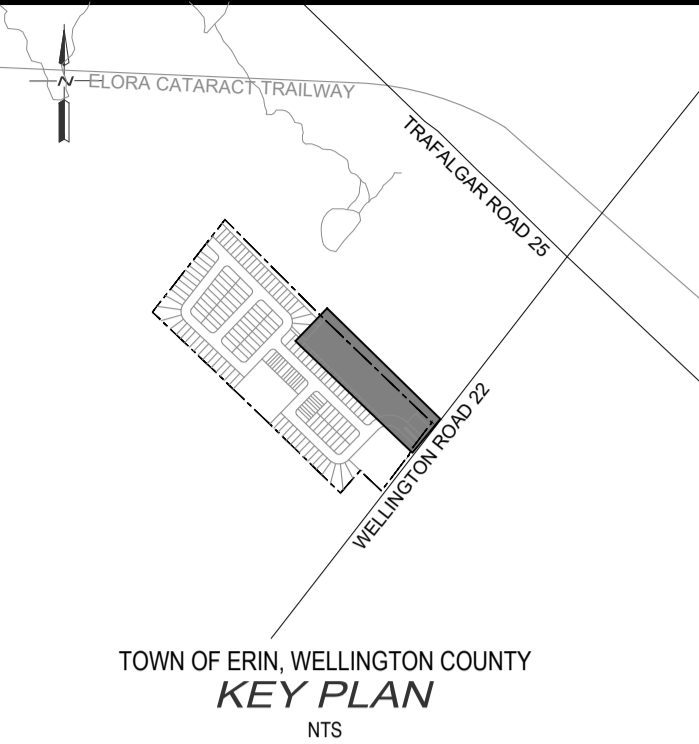 N
ELORA CATARACT TRAILWAY
TRAFALGAR ROAD 25
WELLINGTON ROAD 22
TOWN OF ERIN, WELLINGTON COUNTY
KEY PLAN
NTS